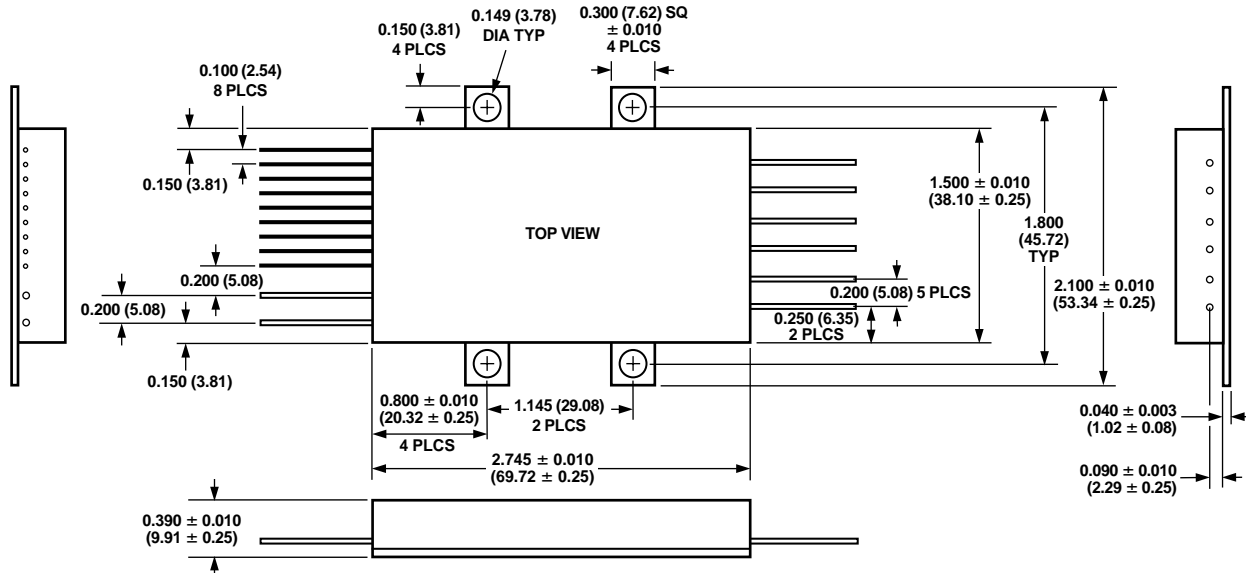 0.150 (3.81)
4 PLCS
0.149 (3.78)
DIA TYP
0.300 (7.62) SQ
± 0.010
4 PLCS
0.100 (2.54)
8 PLCS
0.150 (3.81)
TOP VIEW
1.500 ± 0.010
(38.10 ± 0.25)
1.800
(45.72)
TYP
2.100 ± 0.010
(53.34 ± 0.25)
0.200 (5.08)
0.200 (5.08)
0.150 (3.81)
0.200 (5.08) 5 PLCS
0.250 (6.35)
2 PLCS
0.800 ± 0.010
(20.32 ± 0.25)
4 PLCS
1.145 (29.08)
2 PLCS
2.745 ± 0.010
(69.72 ± 0.25)
0.040 ± 0.003
(1.02 ± 0.08)
0.090 ± 0.010
(2.29 ± 0.25)
0.390 ± 0.010
(9.91 ± 0.25)